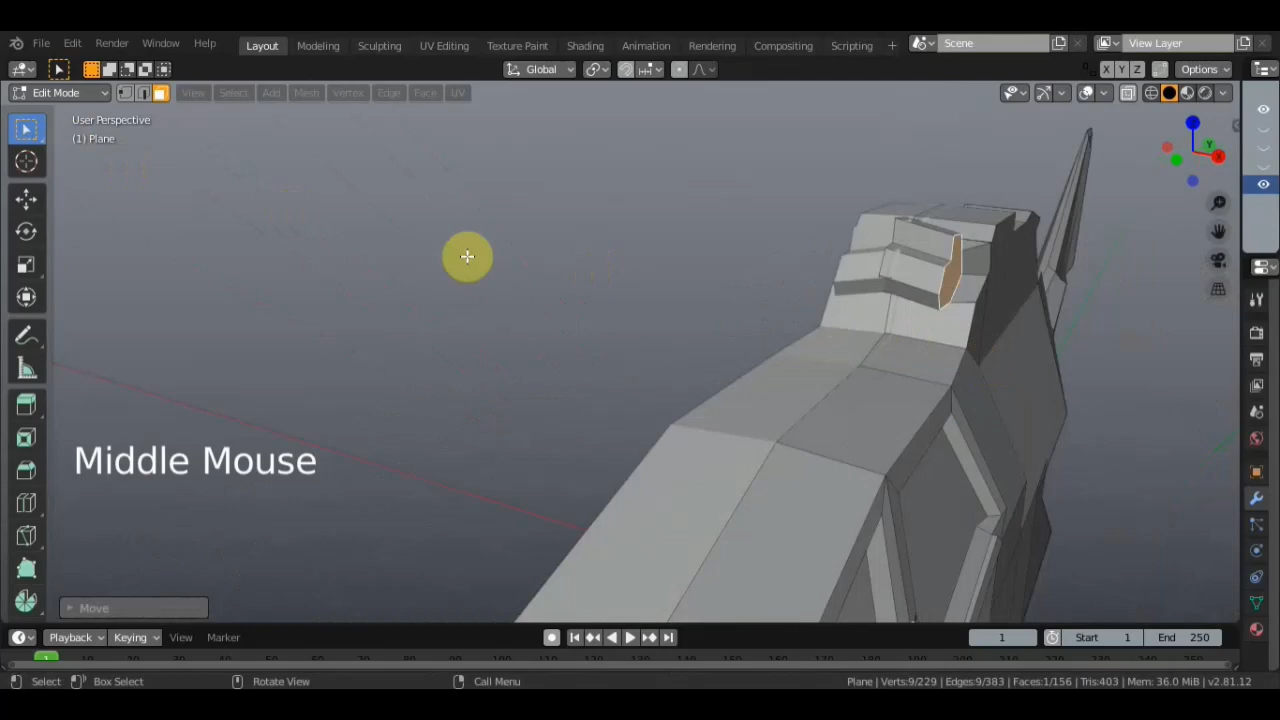 File Edit Render Window Help Layout Modeling Sculpting UV Editing Texture Paint Shading Animation Rendering Compositing Scripting + Scene View Layer
Global X Y Z Options
Edit Mode View Select Add Mesh Vertex Edge Face UV
User Perspective
(1) Plane
Z
Y
X
Middle Mouse
Move
Playback Keying View Marker 1 Start 1 End 250
1
Select Box Select Rotate View Call Menu Plane | Verts:9/229 | Edges:9/383 | Faces:1/156 | Tris:403 | Mem: 36.0 MiB | v2.81.12